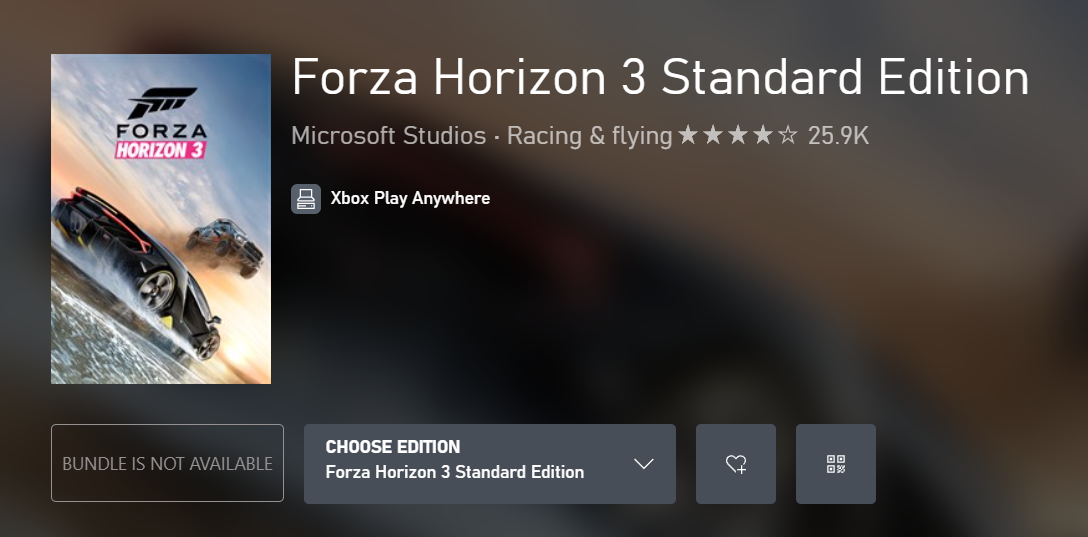 FORZA
HORIZON 3
Forza Horizon 3 Standard Edition
Microsoft Studios · Racing & flying ★★★★☆ 25.9K
Xbox Play Anywhere
BUNDLE IS NOT AVAILABLE
CHOOSE EDITION
Forza Horizon 3 Standard Edition